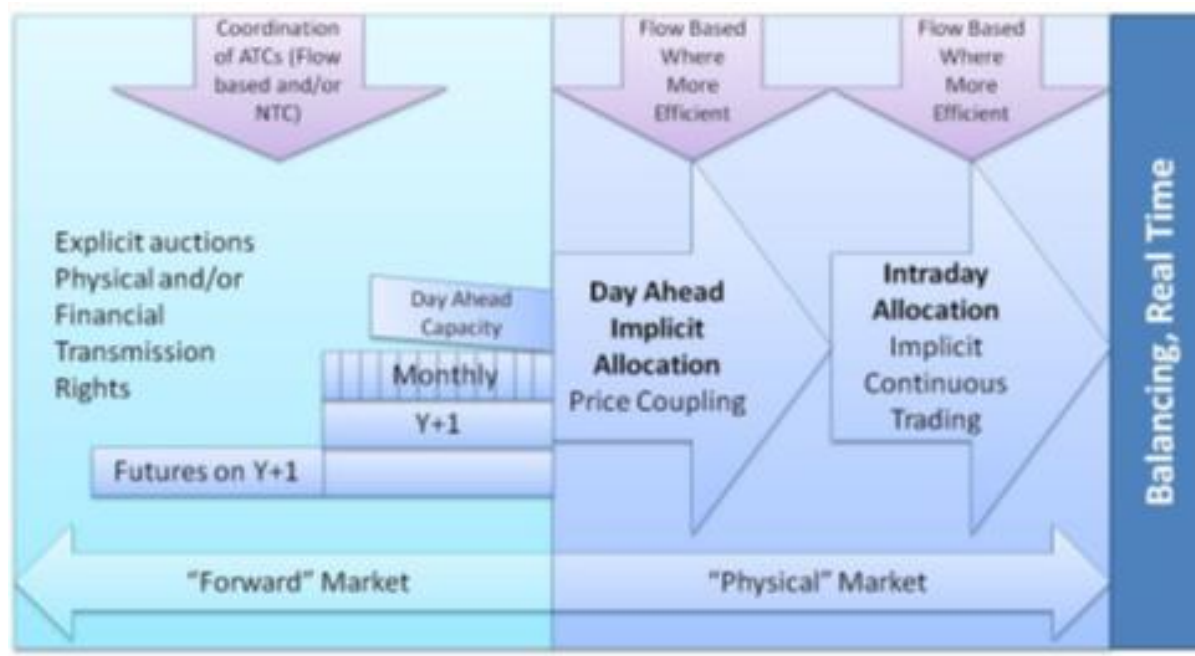 Coordination
of ATCs (Flow
based and/or
NTC)
Flow Based
Where
More
Efficient
Flow Based
Where
More
Efficient
Explicit auctions
Physical and/or
Financial
Transmission
Rights
Day Ahead
Capacity
Monthly
Y+1
Futures on Y+1
Day Ahead
Implicit
Allocation
Price Coupling
Intraday
Allocation
Implicit
Continuous
Trading
Balancing, Real Time
“Forward” Market
“Physical” Market